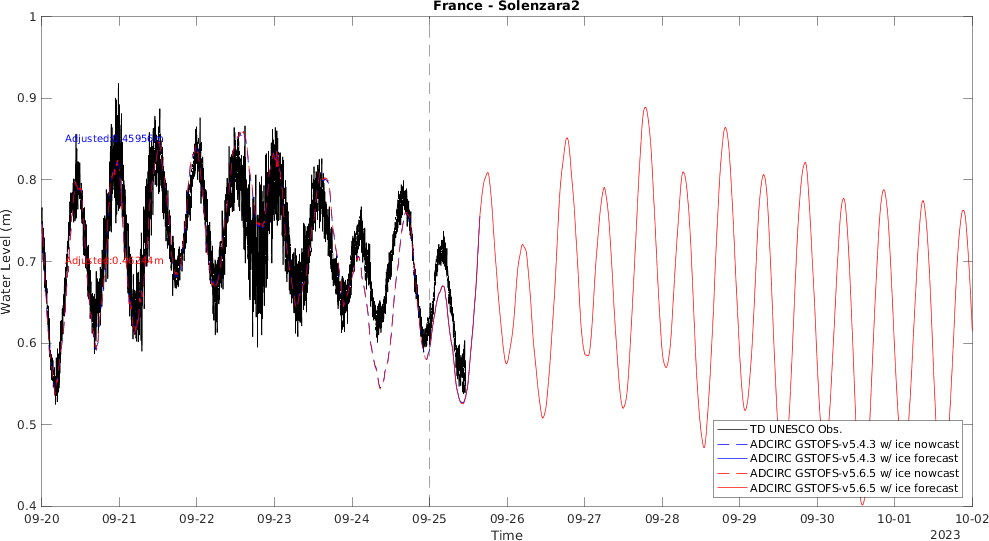 France - Solenzara2
Water Level (m)
1
0.9
0.8
0.7
0.6
0.5
0.4
TD UNESCO Obs.
ADCIRC GSTOFS-v5.4.3 w/ ice nowcast
ADCIRC GSTOFS-v5.4.3 w/ ice forecast
ADCIRC GSTOFS-v5.6.5 w/ ice nowcast
ADCIRC GSTOFS-v5.6.5 w/ ice forecast
09-20 09-21 09-22 09-23 09-24 09-25 09-26 09-27 09-28 09-29 09-30 10-01 10-02
Time
2023